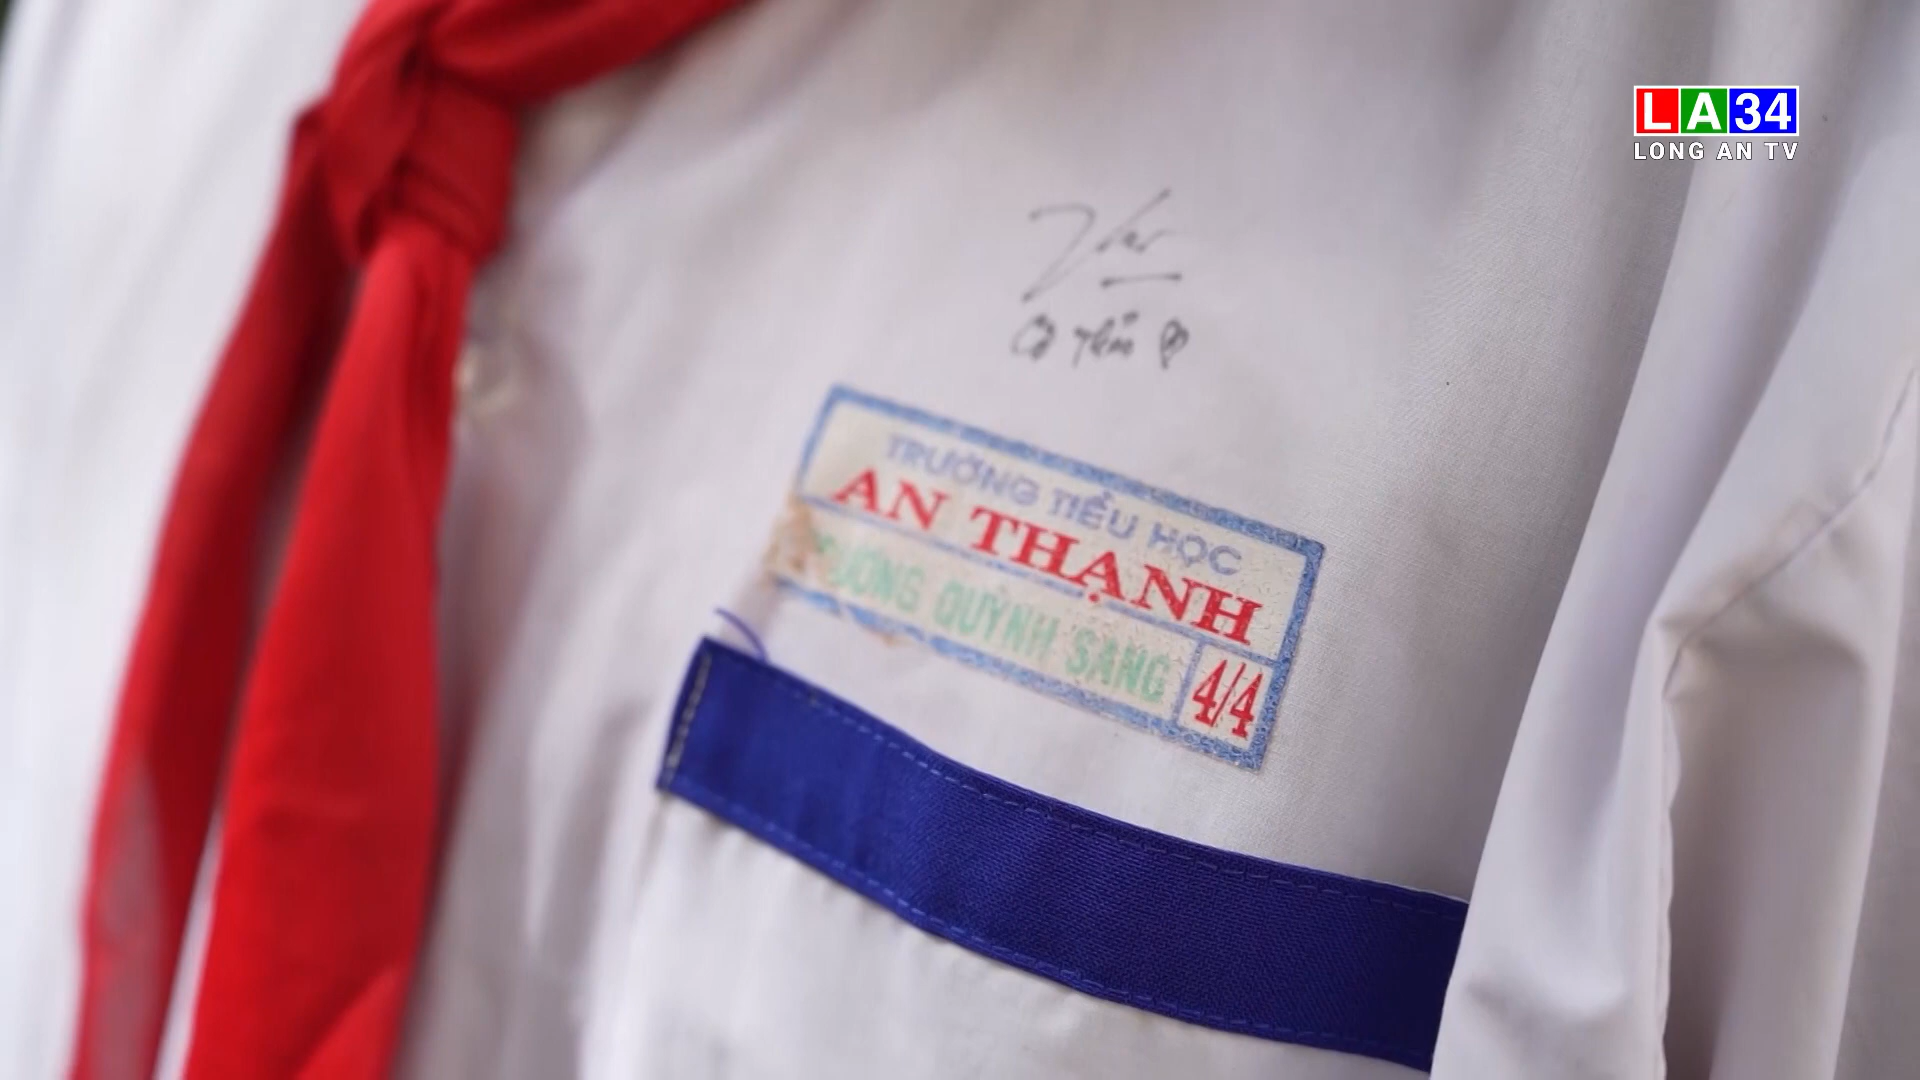 LA34
LONG AN TV
TRƯỜNG TIỂU HỌC
AN THẠNH
QUỲNH SANG
4/4